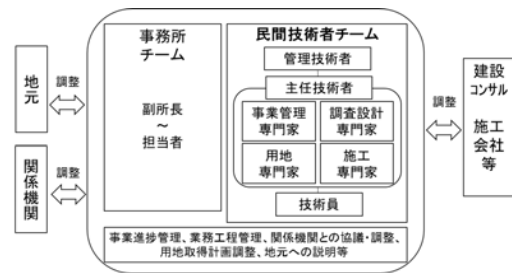 地元
調整
関係機関
調整
事務所
チーム
副所長
～
担当者
民間技術者チーム
管理技術者
主任技術者
事業管理
専門家
調査設計
専門家
用地
専門家
施工
専門家
技術員
事業進捗管理、業務工程管理、関係機関との協議・調整、
用地取得計画調整、地元への説明等
調整
建設
コンサル
施工
会社
等